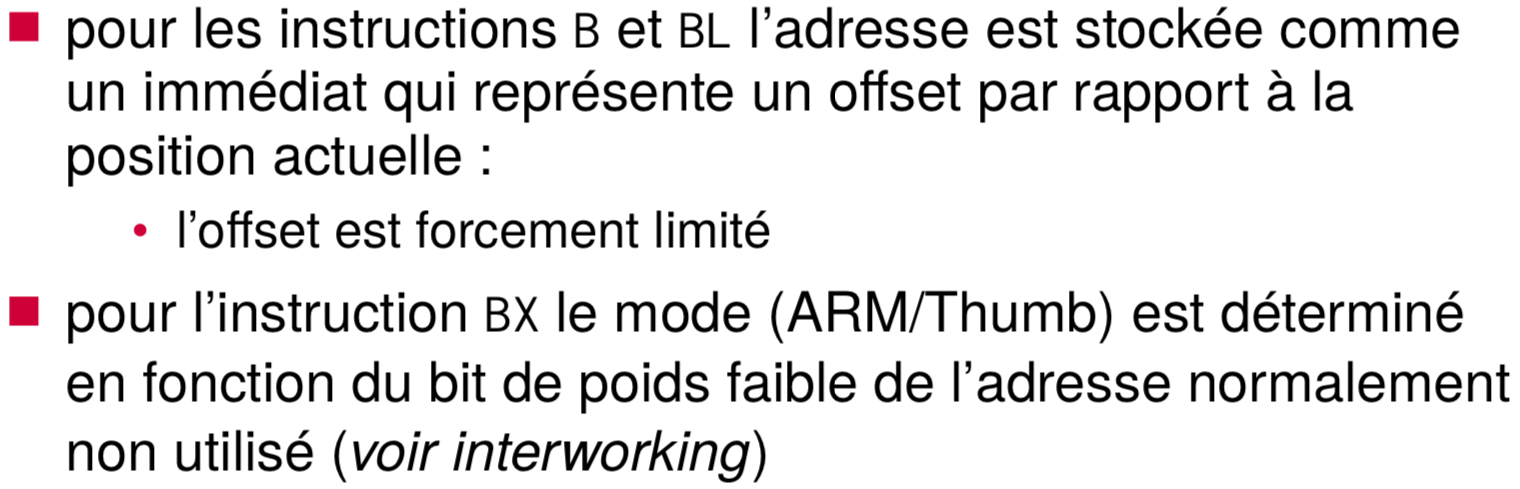 ■ pour les instructions B et BL l'adresse est stockée comme
un immédiat qui représente un offset par rapport à la
position actuelle :
• l'offset est forcement limité
■ pour l'instruction BX le mode (ARM/Thumb) est déterminé
en fonction du bit de poids faible de l'adresse normalement
non utilisé (voir interworking)